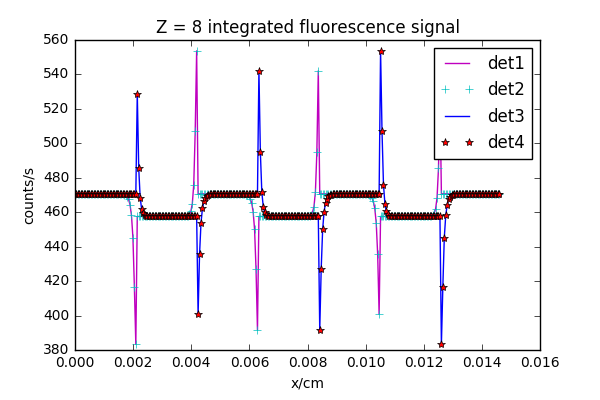 Z = 8 integrated fluorescence signal
560
540
520
500
480
460
440
420
400
380
counts/s
det1
det2
det3
det4
0.000 0.002 0.004 0.006 0.008 0.010 0.012 0.014 0.016
x/cm